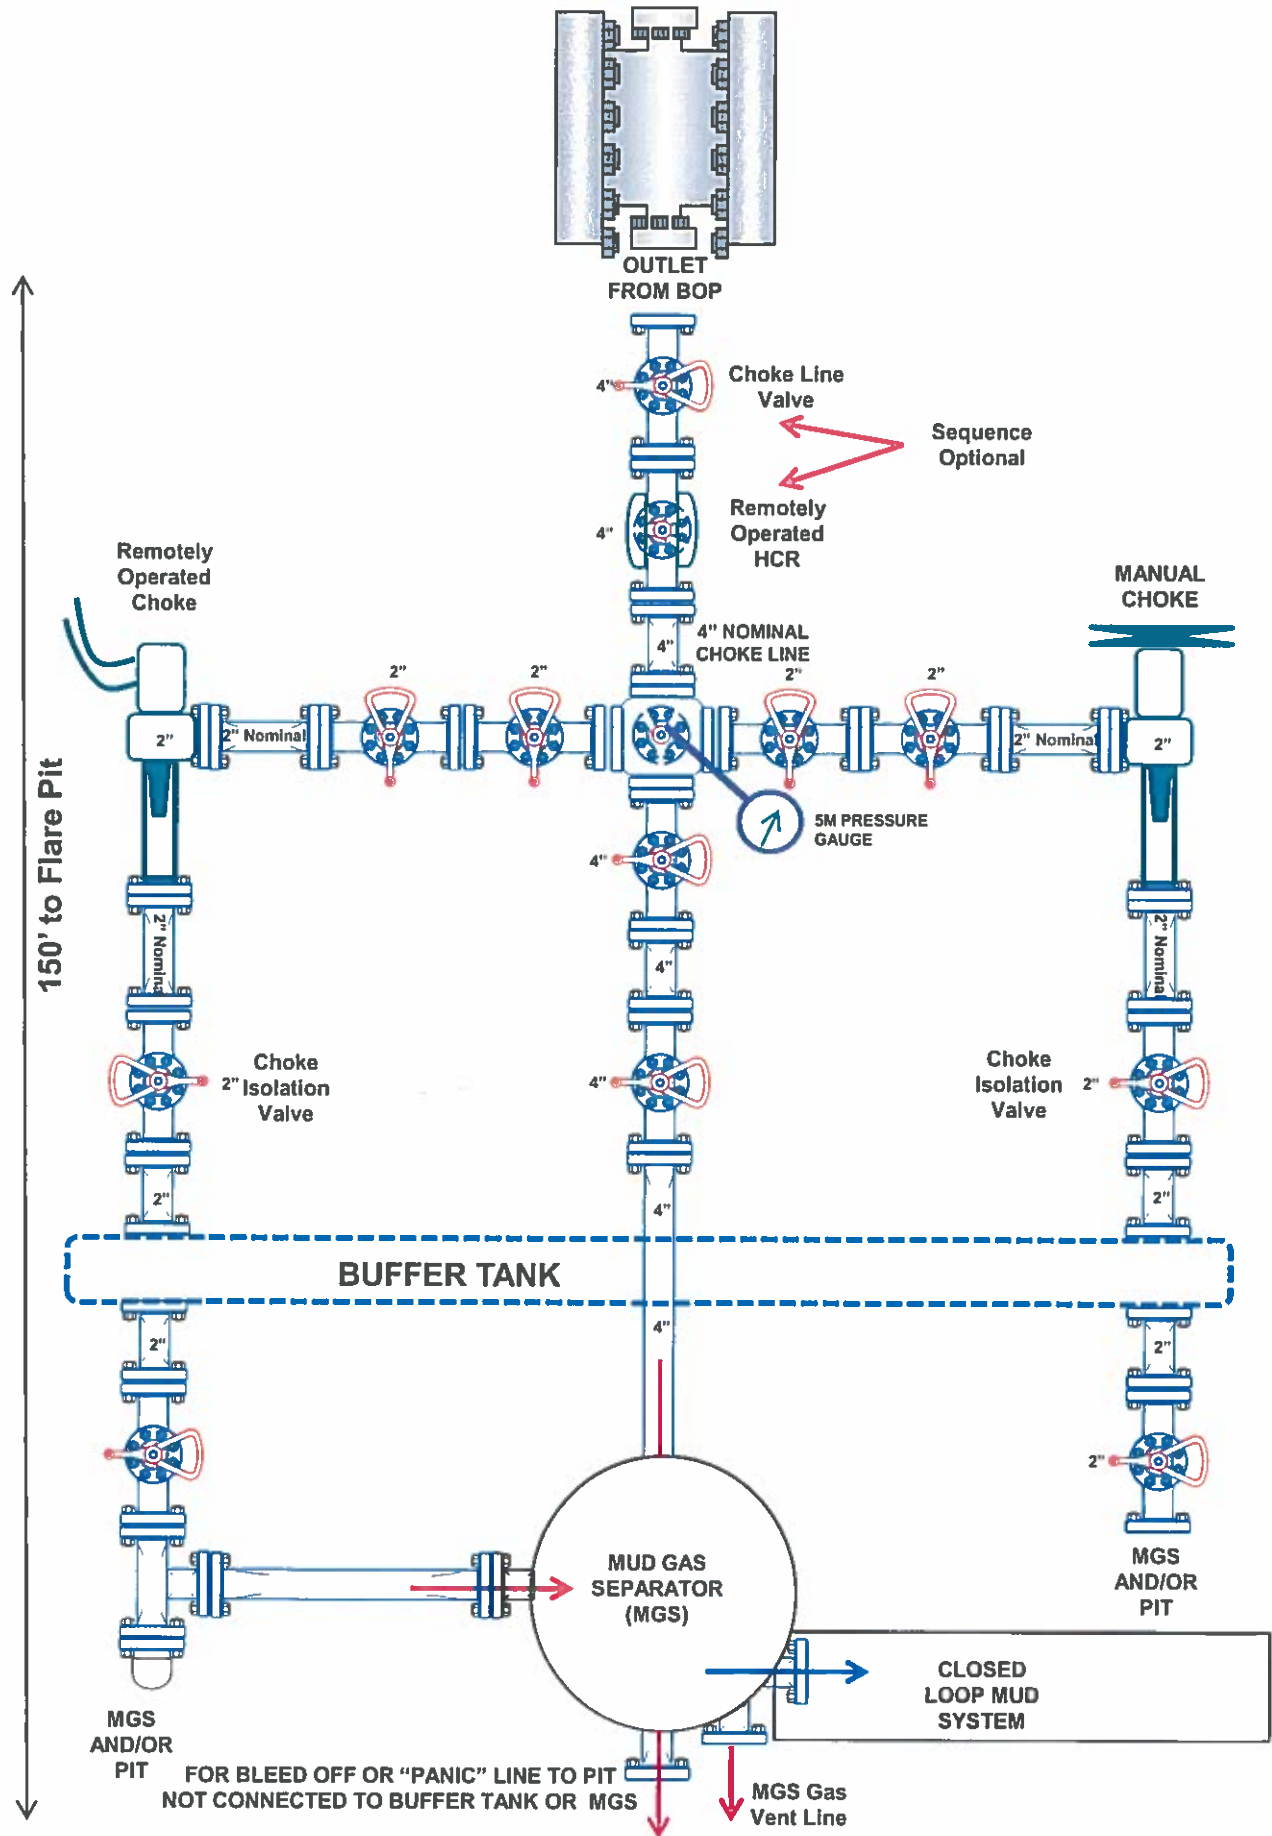 OUTLET
FROM BOP
4"
Choke Line
Valve
Sequence
Optional
4"
Remotely
Operated
HCR
Remotely
Operated
Choke
MANUAL
CHOKE
4"
4" NOMINAL
CHOKE LINE
2"
2"
2"
2"
2"
2" Nominal
2" Nominal
2"
5M PRESSURE
GAUGE
4"
150' to Flare Pit
2" Nominal
4"
2" Nominal
2"
Choke
Isolation
Valve
4"
Choke
Isolation
Valve
2"
2"
4"
2"
BUFFER TANK
2"
4"
2"
2"
MUD GAS
SEPARATOR
(MGS)
MGS
AND/OR
PIT
CLOSED
LOOP MUD
SYSTEM
MGS
AND/OR
PIT
FOR BLEED OFF OR "PANIC" LINE TO PIT
NOT CONNECTED TO BUFFER TANK OR MGS
MGS Gas
Vent Line